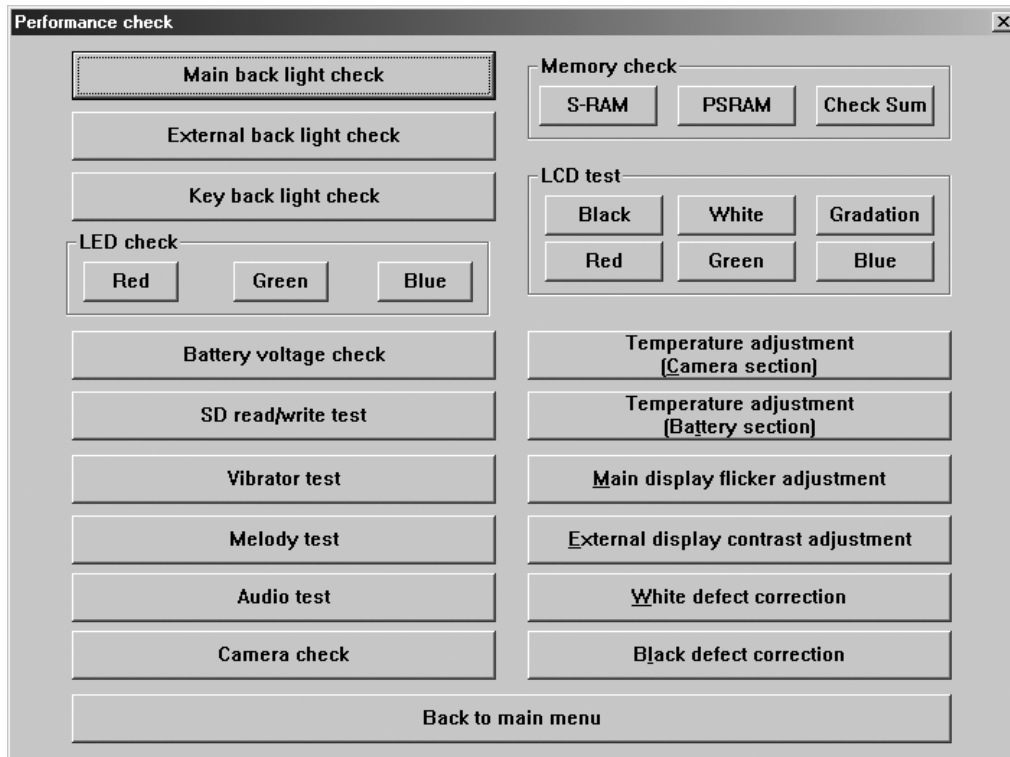 Performance check
Main back light check
External back light check
Key back light check
LED check
Red
Green
Blue
Battery voltage check
SD read/write test
Vibrator test
Melody test
Audio test
Camera check
Memory check
S-RAM
PSRAM
Check Sum
LCD test
Black
White
Gradation
Red
Green
Blue
Temperature adjustment
(Camera section)
Temperature adjustment
(Battery section)
Main display flicker adjustment
External display contrast adjustment
White defect correction
Black defect correction
Back to main menu